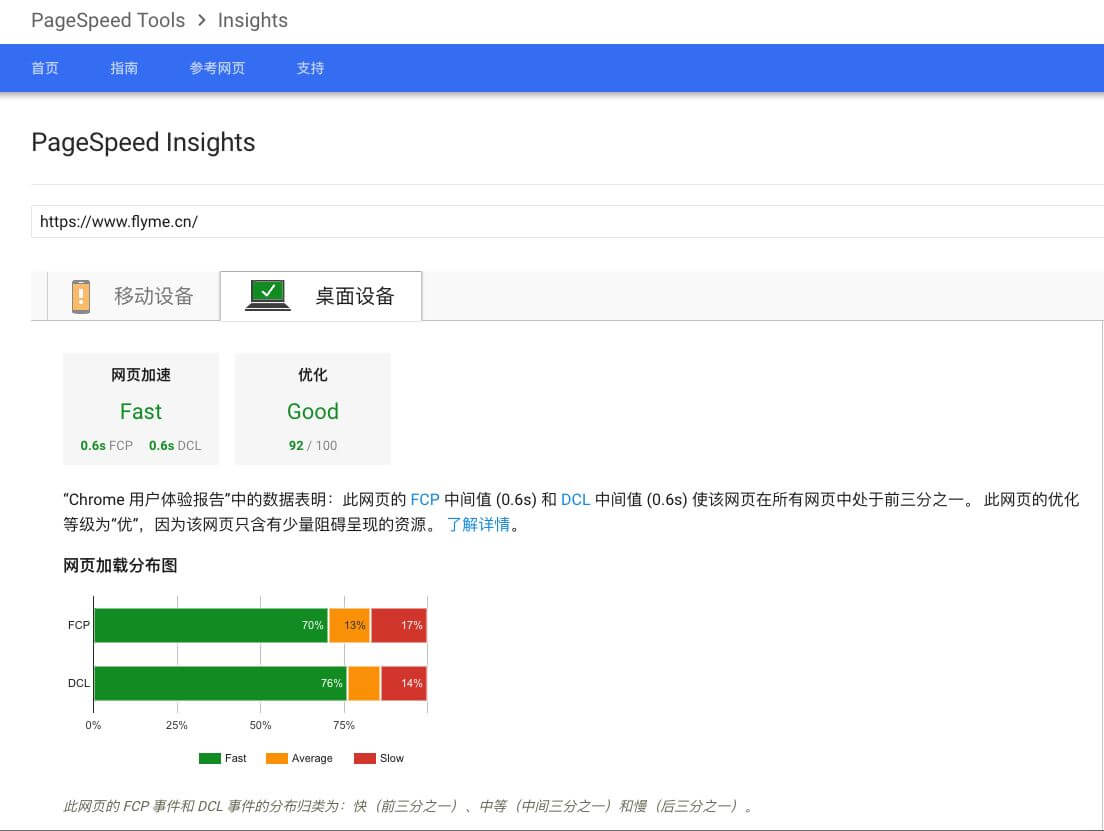 PageSpeed Tools > Insights
首页 指南 参考网页 支持
PageSpeed Insights
https://www.flyme.cn/
移动设备 桌面设备
网页加速 优化
Fast Good
0.6s FCP 0.6s DCL 92 / 100
“Chrome 用户体验报告”中的数据表明：此网页的 FCP 中间值 (0.6s) 和 DCL 中间值 (0.6s) 使该网页在所有网页中处于前三分之一。 此网页的优化
等级为“优”，因为该网页只含有少量阻碍呈现的资源。 了解详情。
网页加载分布图
FCP 70% 13% 17%
DCL 76% 14%
0% 25% 50% 75%
Fast Average Slow
此网页的 FCP 事件和 DCL 事件的分布归类为：快（前三分之一）、中等（中间三分之一）和慢（后三分之一）。